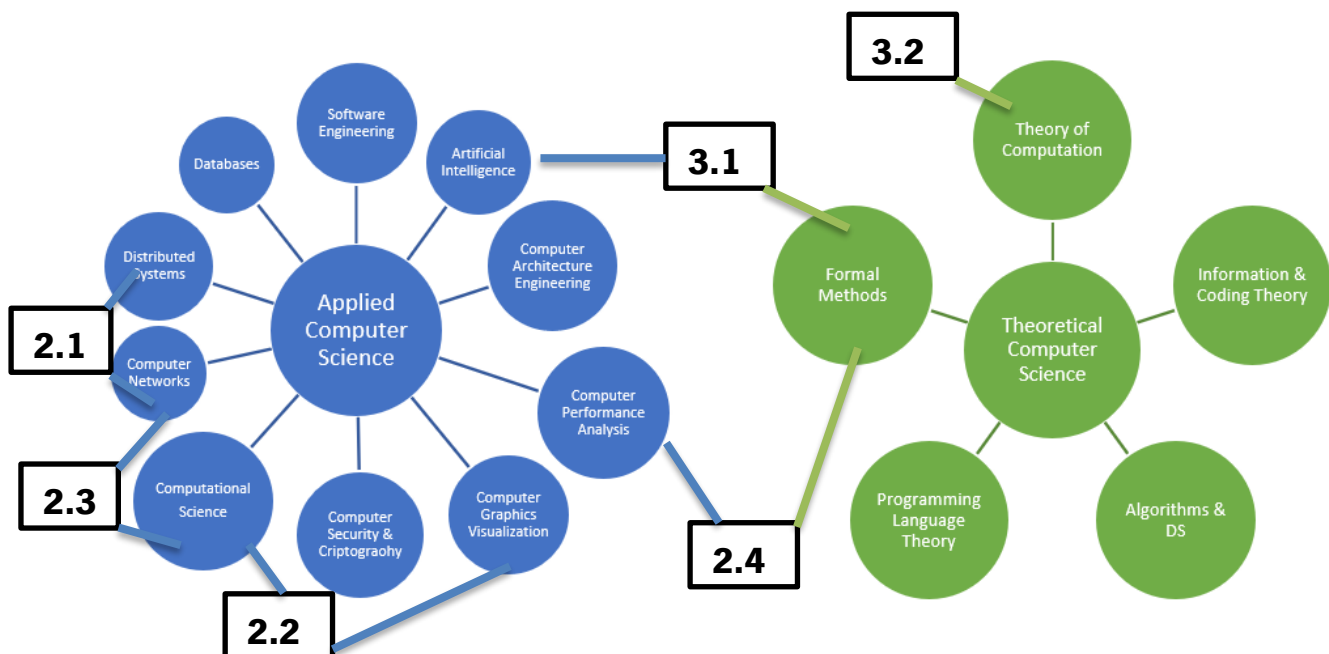 3.2
Software
Engineering
Theory of
Computation
Databases
Artificial
Intelligence
3.1
Distributed
Systems
Computer
Architecture
Engineering
Formal
Methods
Information &
Coding Theory
Applied
Computer
Science
Theoretical
Computer
Science
2.1
Computer
Networks
Computer
Performance
Analysis
2.3
Computational
Science
Computer
Security &
Criptograohy
Computer
Graphics
Visualization
Programming
Language
Theory
Algorithms &
DS
2.4
2.2